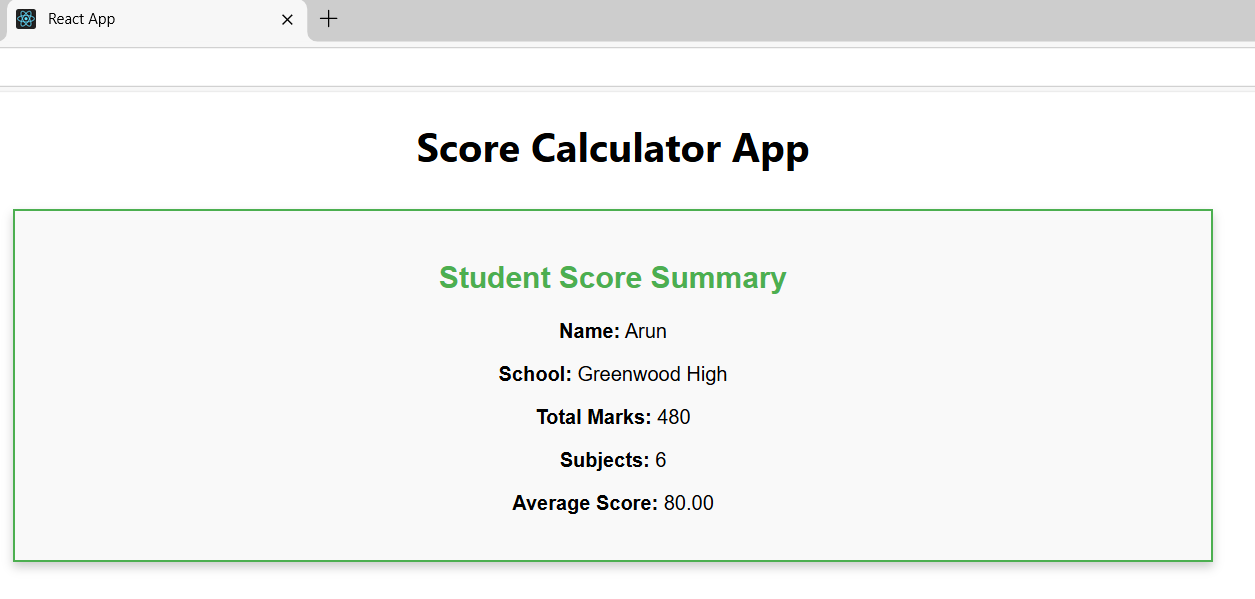 React App
Score Calculator App
Student Score Summary
Name: Arun
School: Greenwood High
Total Marks: 480
Subjects: 6
Average Score: 80.00